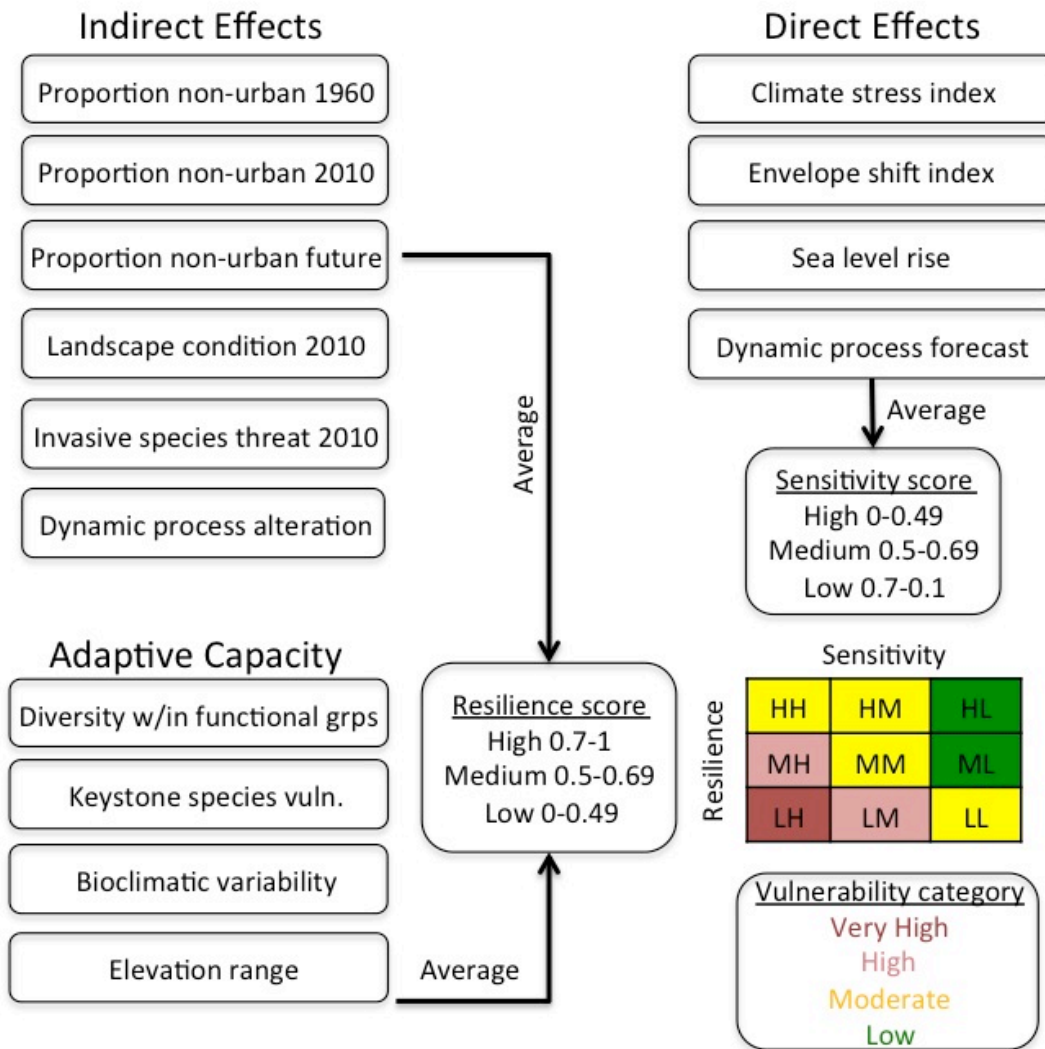 Indirect Effects
Proportion non-urban 1960
Proportion non-urban 2010
Proportion non-urban future
Landscape condition 2010
Invasive species threat 2010
Dynamic process alteration
Average
Direct Effects
Climate stress index
Envelope shift index
Sea level rise
Dynamic process forecast
Average
Sensitivity score
High 0-0.49
Medium 0.5-0.69
Low 0.7-0.1
Adaptive Capacity
Diversity w/in functional grps
Keystone species vuln.
Bioclimatic variability
Elevation range
Average
Resilience score
High 0.7-1
Medium 0.5-0.69
Low 0-0.49
Sensitivity
Resilience
HH HM HL
MH MM ML
LH LM LL
Vulnerability category
Very High
High
Moderate
Low